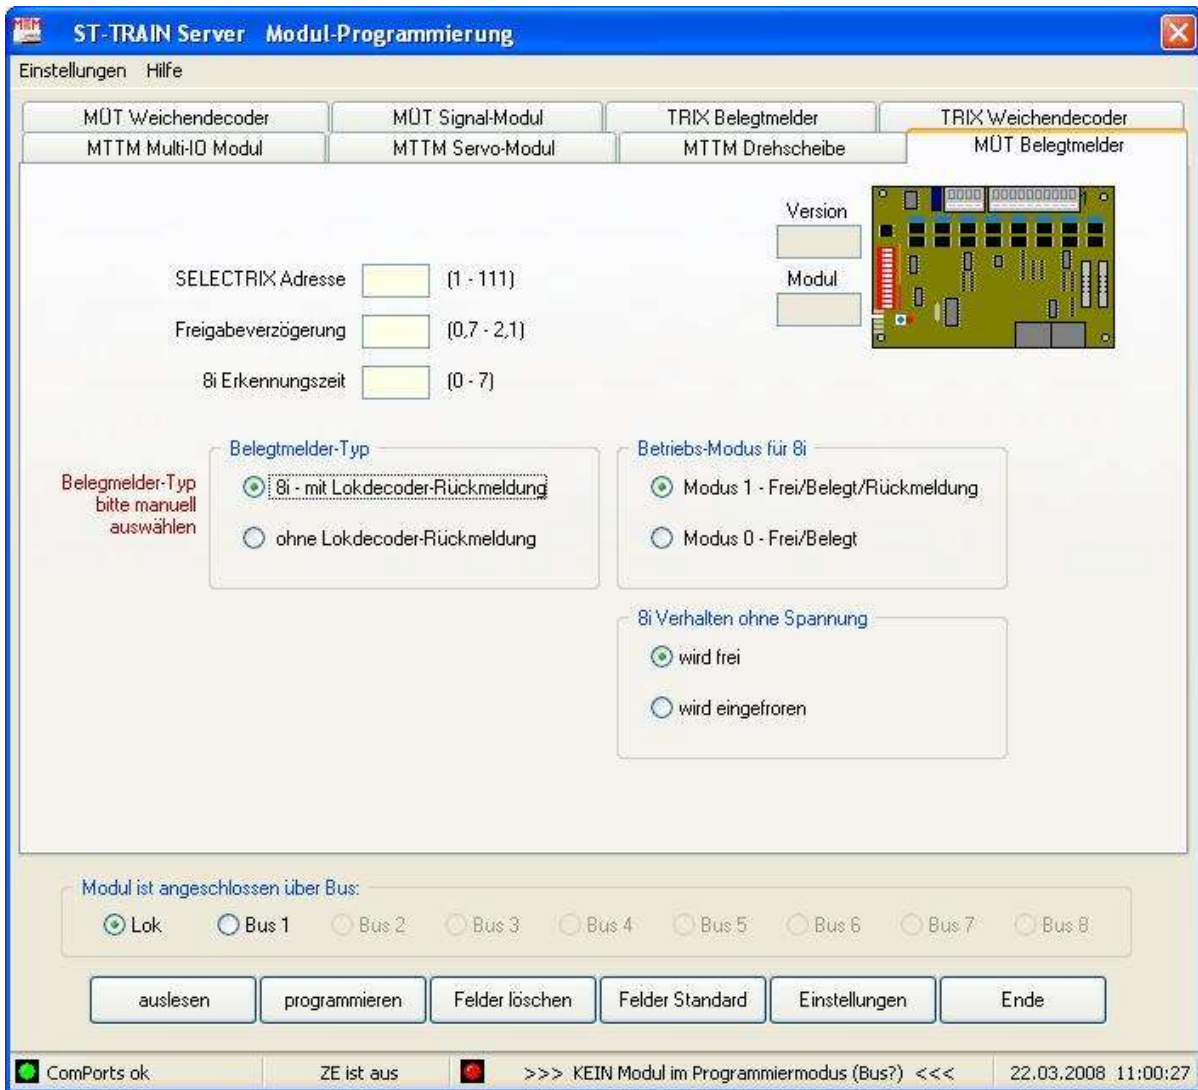 MEM
ST-TRAIN Server   Modul-Programmierung
Einstellungen   Hilfe
MÜT Weichendecoder   MÜT Signal-Modul   TRIX Belegtmelder   TRIX Weichendecoder
MTTM Multi-IO Modul   MTTM Servo-Modul   MTTM Drehscheibe   MÜT Belegtmelder
Version
SELECTRIX Adresse   (1 - 111)
Modul
Freigabeverzögerung   (0,7 - 2,1)
8i Erkennungszeit   (0 - 7)
Belegtmelder-Typ
Belegmelder-Typ
bitte manuell
auswählen
8i - mit Lokdecoder-Rückmeldung
ohne Lokdecoder-Rückmeldung
Betriebs-Modus für 8i
Modus 1 - Frei/Belegt/Rückmeldung
Modus 0 - Frei/Belegt
8i Verhalten ohne Spannung
wird frei
wird eingefroren
Modul ist angeschlossen über Bus:
Lok   Bus 1   Bus 2   Bus 3   Bus 4   Bus 5   Bus 6   Bus 7   Bus 8
auslesen   programmieren   Felder löschen   Felder Standard   Einstellungen   Ende
ComPorts ok   ZE ist aus   >>> KEIN Modul im Programmiermodus (Bus?) <<<   22.03.2008 11:00:27